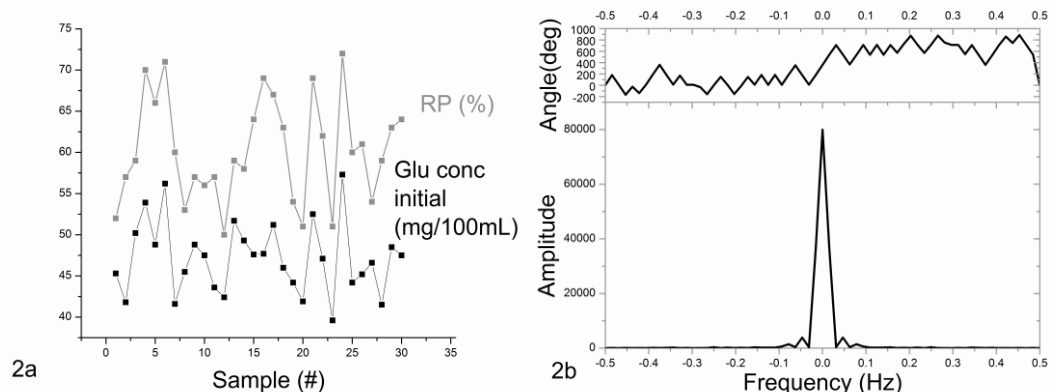 75
70
65
60
55
50
45
40
0 5 10 15 20 25 30 35
RP (%)
Glu conc
initial
(mg/100mL)
Sample (#)
2a
-0.5 -0.4 -0.3 -0.2 -0.1 0.0 0.1 0.2 0.3 0.4 0.5
1000
800
600
400
200
0
-200
Angle(deg)
80000
60000
40000
20000
0
Amplitude
-0.5 -0.4 -0.3 -0.2 -0.1 0.0 0.1 0.2 0.3 0.4 0.5
Frequency (Hz)
2b